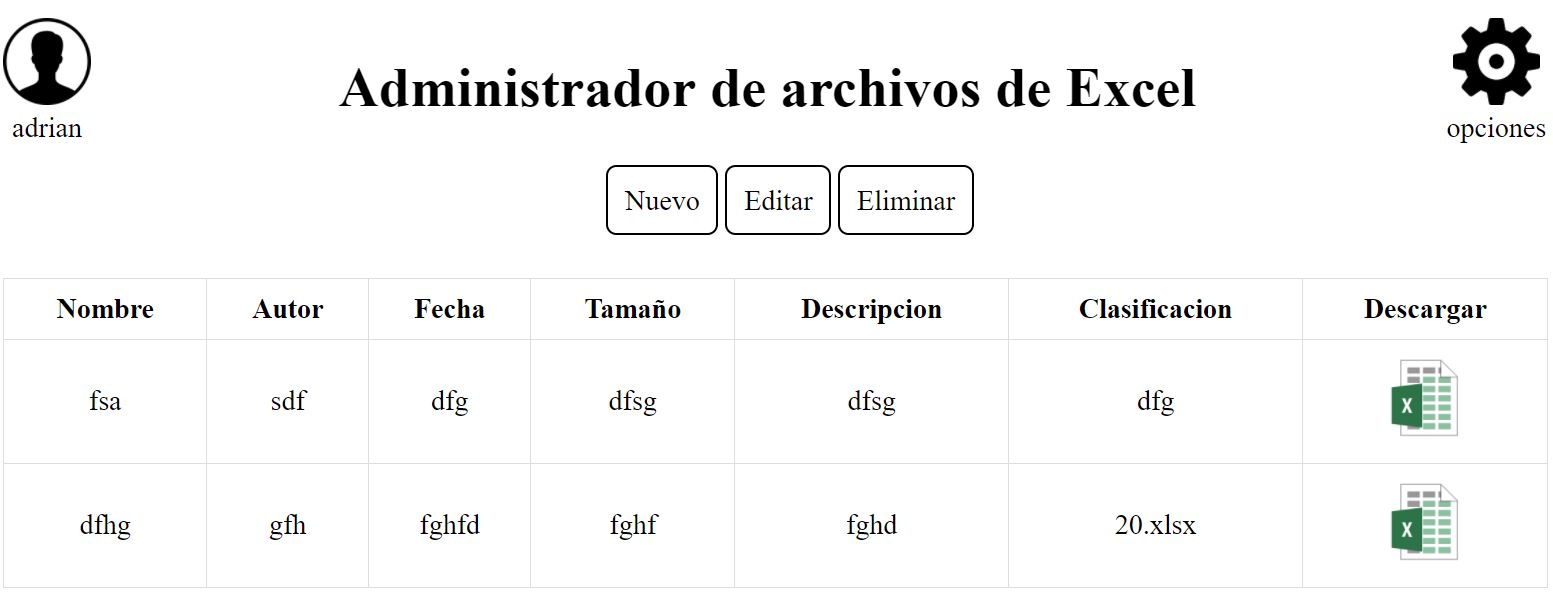 Administrador de archivos de Excel
adrian
opciones
Nuevo Editar Eliminar
Nombre Autor Fecha Tamaño Descripcion Clasificacion Descargar
fsa sdf dfg dfsg dfsg dfg X
dfhg gfh fghfd fghf fghd 20.xlsx X